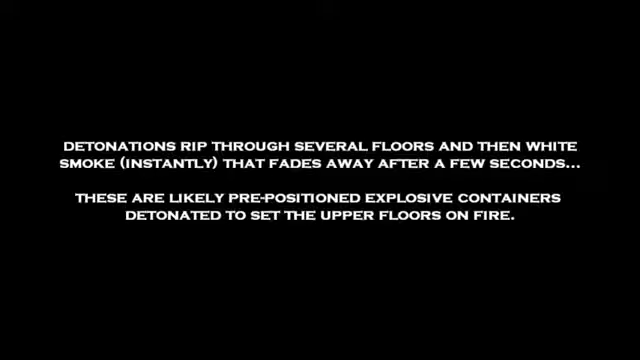 DETONATIONS RIP THROUGH SEVERAL FLOORS AND THEN WHITE
SMOKE (INSTANTLY) THAT FADES AWAY AFTER A FEW SECONDS...
THESE ARE LIKELY PRE-POSITIONED EXPLOSIVE CONTAINERS
DETONATED TO SET THE UPPER FLOORS ON FIRE.